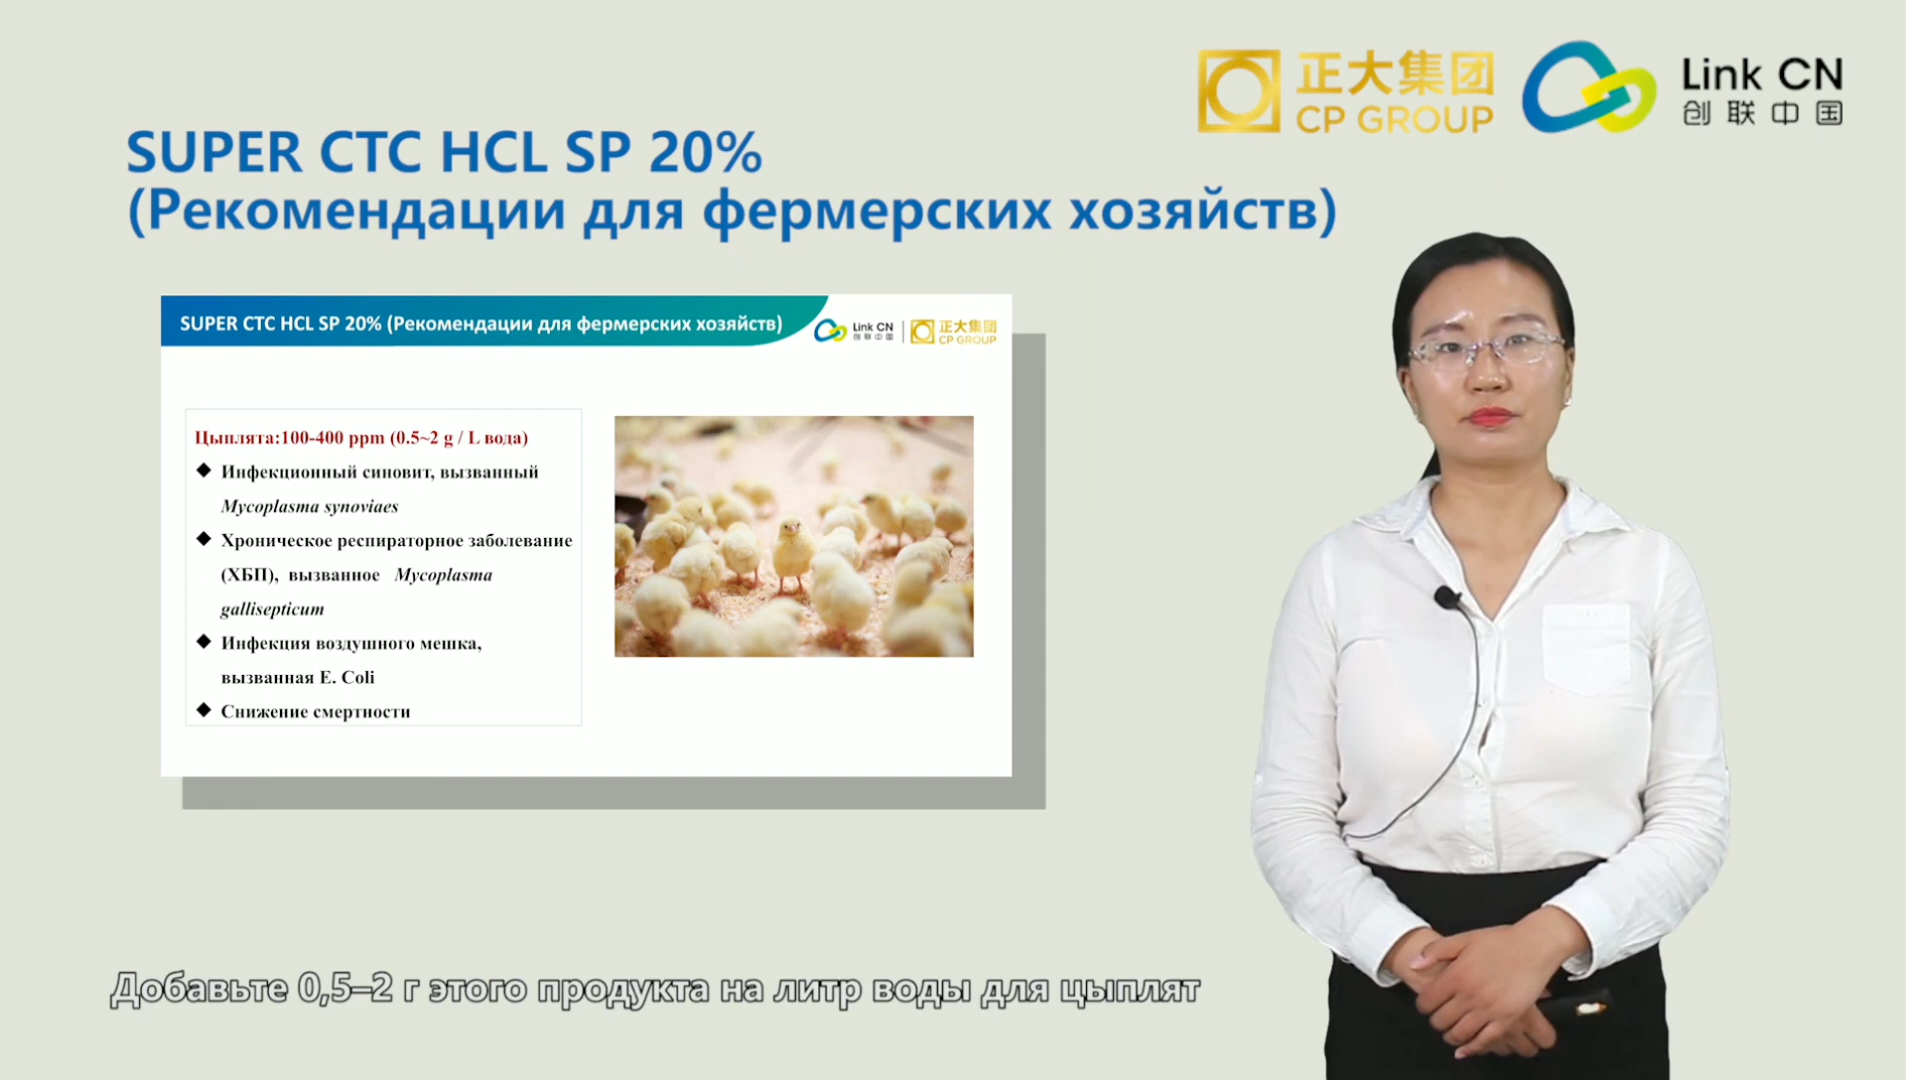 正大集团
CP GROUP
Link CN
创联中国
SUPER CTC HCL SP 20%
(Рекомендации для фермерских хозяйств)
SUPER CTC HCL SP 20% (Рекомендации для фермерских хозяйств)
Link CN
创联中国
正大集团
CP GROUP
Цыплята:100-400 ppm (0.5~2 g / L вода)
◆ Инфекционный синовит, вызванный
Mycoplasma synoviaes
◆ Хроническое респираторное заболевание
(ХБП), вызванное Mycoplasma
gallisepticum
◆ Инфекция воздушного мешка,
вызванная E. Coli
◆ Снижение смертности
Добавьте 0,5–2 г этого продукта на литр воды для цыплят